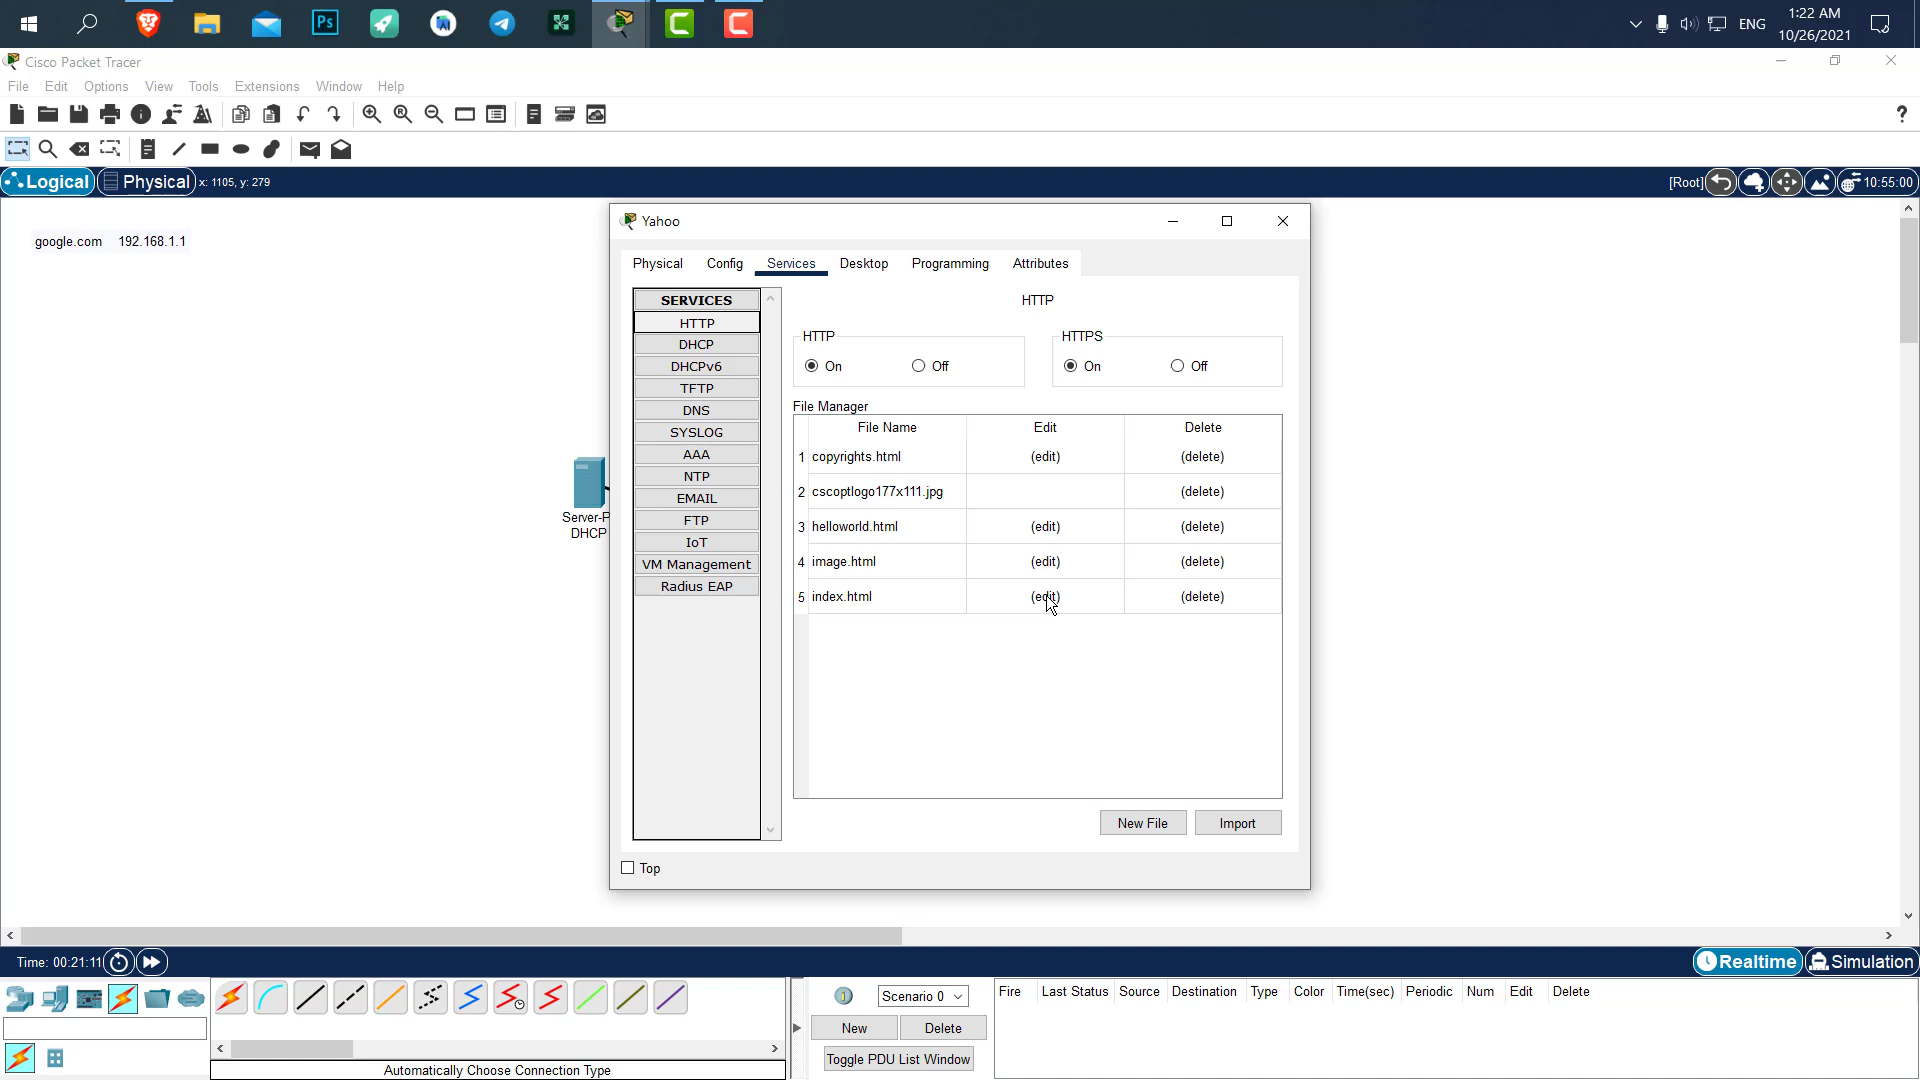 Ps
ENG
1:22 AM
10/26/2021
Cisco Packet Tracer
File Edit Options View Tools Extensions Window Help
Logical Physical x: 1105, y: 279
[Root] 10:55:00
google.com 192.168.1.1
Server-P
DHCP
Yahoo
Physical Config Services Desktop Programming Attributes
SERVICES
HTTP
DHCP
DHCPv6
TFTP
DNS
SYSLOG
AAA
NTP
EMAIL
FTP
IoT
VM Management
Radius EAP
HTTP
HTTP
On Off
HTTPS
On Off
File Manager
File Name Edit Delete
1 copyrights.html (edit) (delete)
2 cscoptlogo177x111.jpg (delete)
3 helloworld.html (edit) (delete)
4 image.html (edit) (delete)
5 index.html (edit) (delete)
New File Import
Top
Time: 00:21:11
Realtime Simulation
Scenario 0
New Delete
Toggle PDU List Window
Fire Last Status Source Destination Type Color Time(sec) Periodic Num Edit Delete
Automatically Choose Connection Type